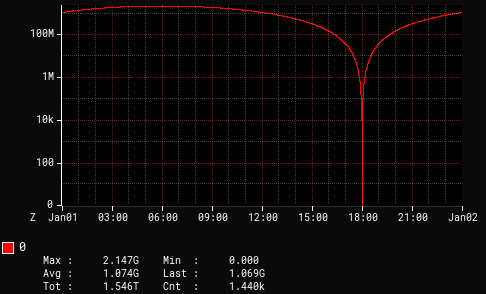 100M
1M
10k
100
0
Z Jan01 03:00 06:00 09:00 12:00 15:00 18:00 21:00 Jan02
0
Max : 2.147G Min : 0.000
Avg : 1.074G Last : 1.069G
Tot : 1.546T Cnt : 1.440k